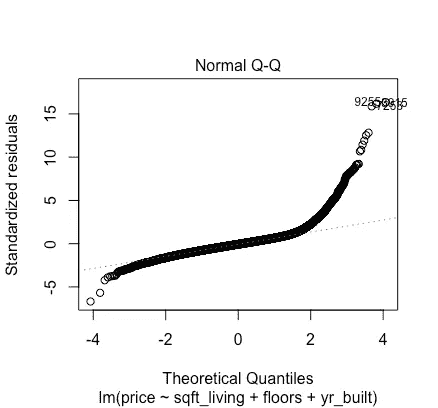 Normal Q-Q
Standardized residuals
15
10
5
0
-5
-4
-2
0
2
4
Theoretical Quantiles
lm(price ~ sqft_living + floors + yr_built)